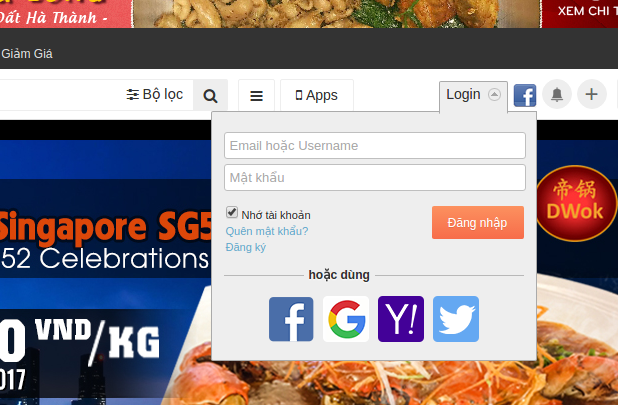 Đất Hà Thành -
XEM CHI T
Giảm Giá
Bộ lọc
Apps
Login
Email hoặc Username
Mật khẩu
Nhớ tài khoản
Quên mật khẩu?
Đăng ký
Đăng nhập
hoặc dùng
Y!
帝锅
DWok
Singapore SG5
52 Celebrations
0 VND/KG
2017